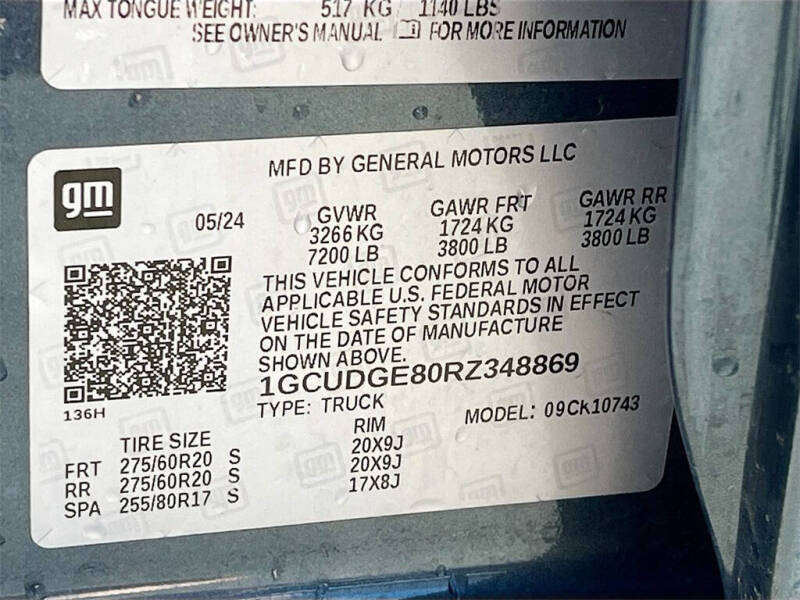 MAX TONGUE WEIGHT: 517 KG 1140 LBS
SEE OWNER'S MANUAL FOR MORE INFORMATION
gm
MFD BY GENERAL MOTORS LLC
05/24 GVWR GAWR FRT GAWR RR
3266 KG 1724 KG 1724 KG
7200 LB 3800 LB 3800 LB
THIS VEHICLE CONFORMS TO ALL
APPLICABLE U.S. FEDERAL MOTOR
VEHICLE SAFETY STANDARDS IN EFFECT
ON THE DATE OF MANUFACTURE
SHOWN ABOVE.
1GCUDGE80RZ348869
136H
TYPE: TRUCK MODEL: 09Ck10743
TIRE SIZE RIM
FRT 275/60R20 S 20X9J
RR 275/60R20 S 20X9J
SPA 255/80R17 S 17X8J